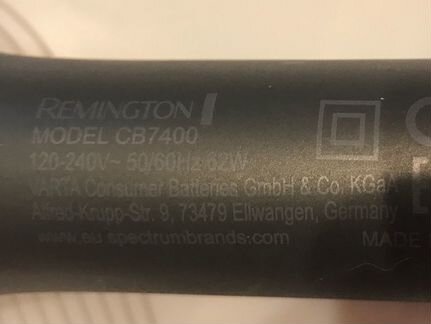 REMINGTON
MODEL CB7400
120-240V~ 50/60Hz 62W
VARTA Consumer Batteries GmbH & Co. KGaA
Alfred-Krupp-Str. 9, 73479 Ellwangen, Germany
www.eu.spectrumbrands.com
MADE